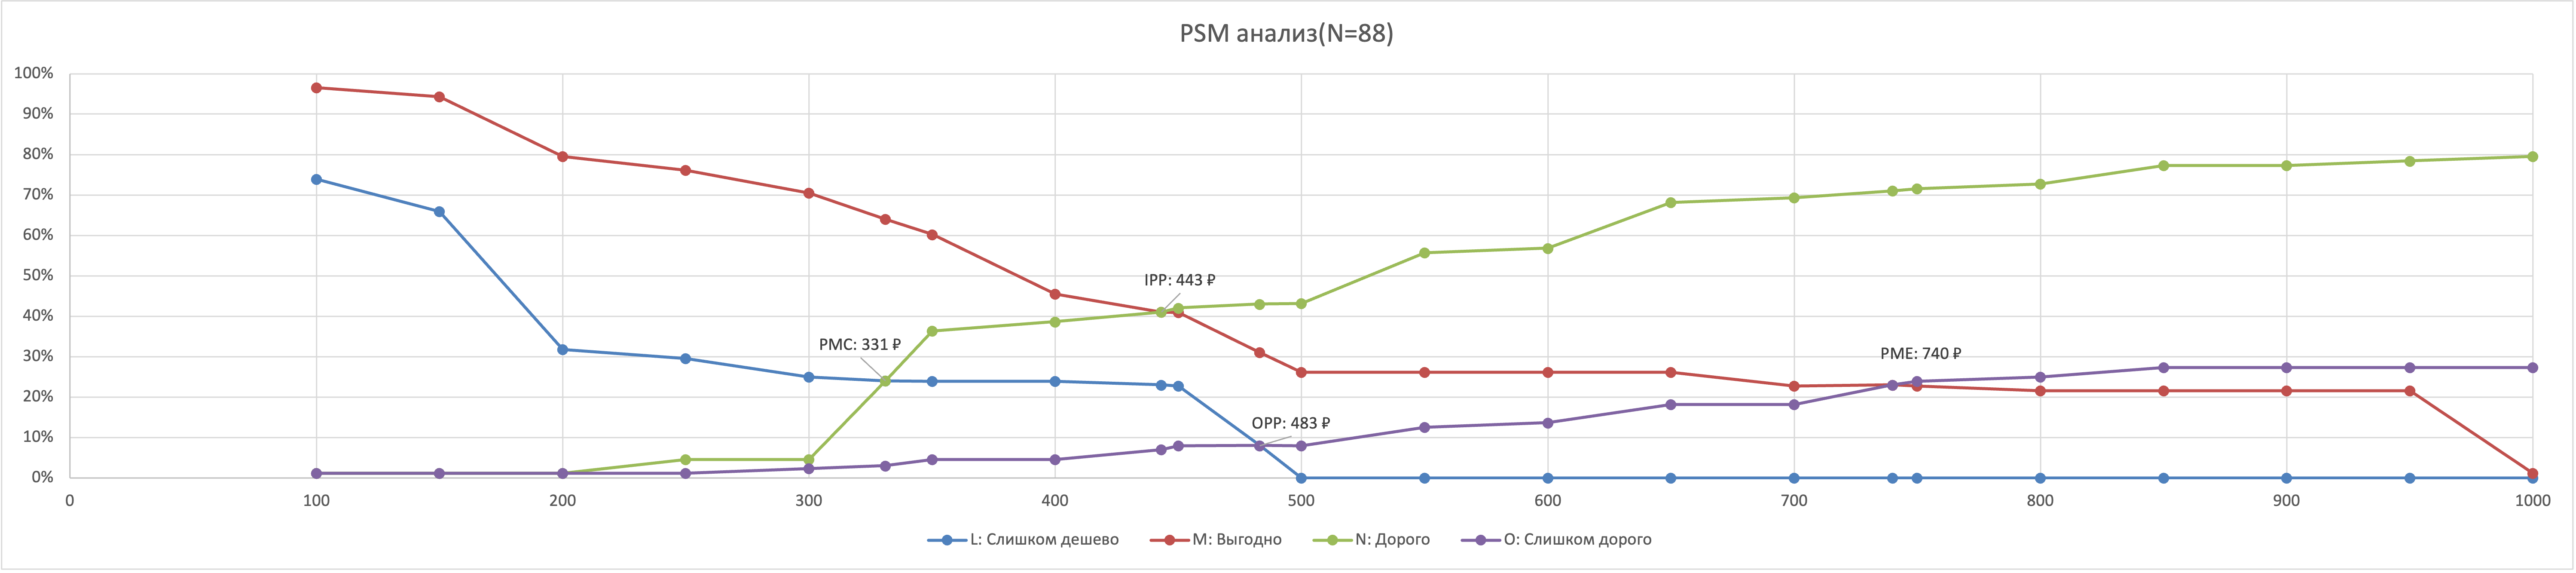 PSM анализ(N=88)
100%
90%
80%
70%
60%
50%
40%
30%
20%
10%
0%
IPP: 443 ₽
PMC: 331 ₽
PME: 740 ₽
OPP: 483 ₽
0 100 200 300 400 500 600 700 800 900 1000
L: Слишком дешево M: Выгодно N: Дорого O: Слишком дорого